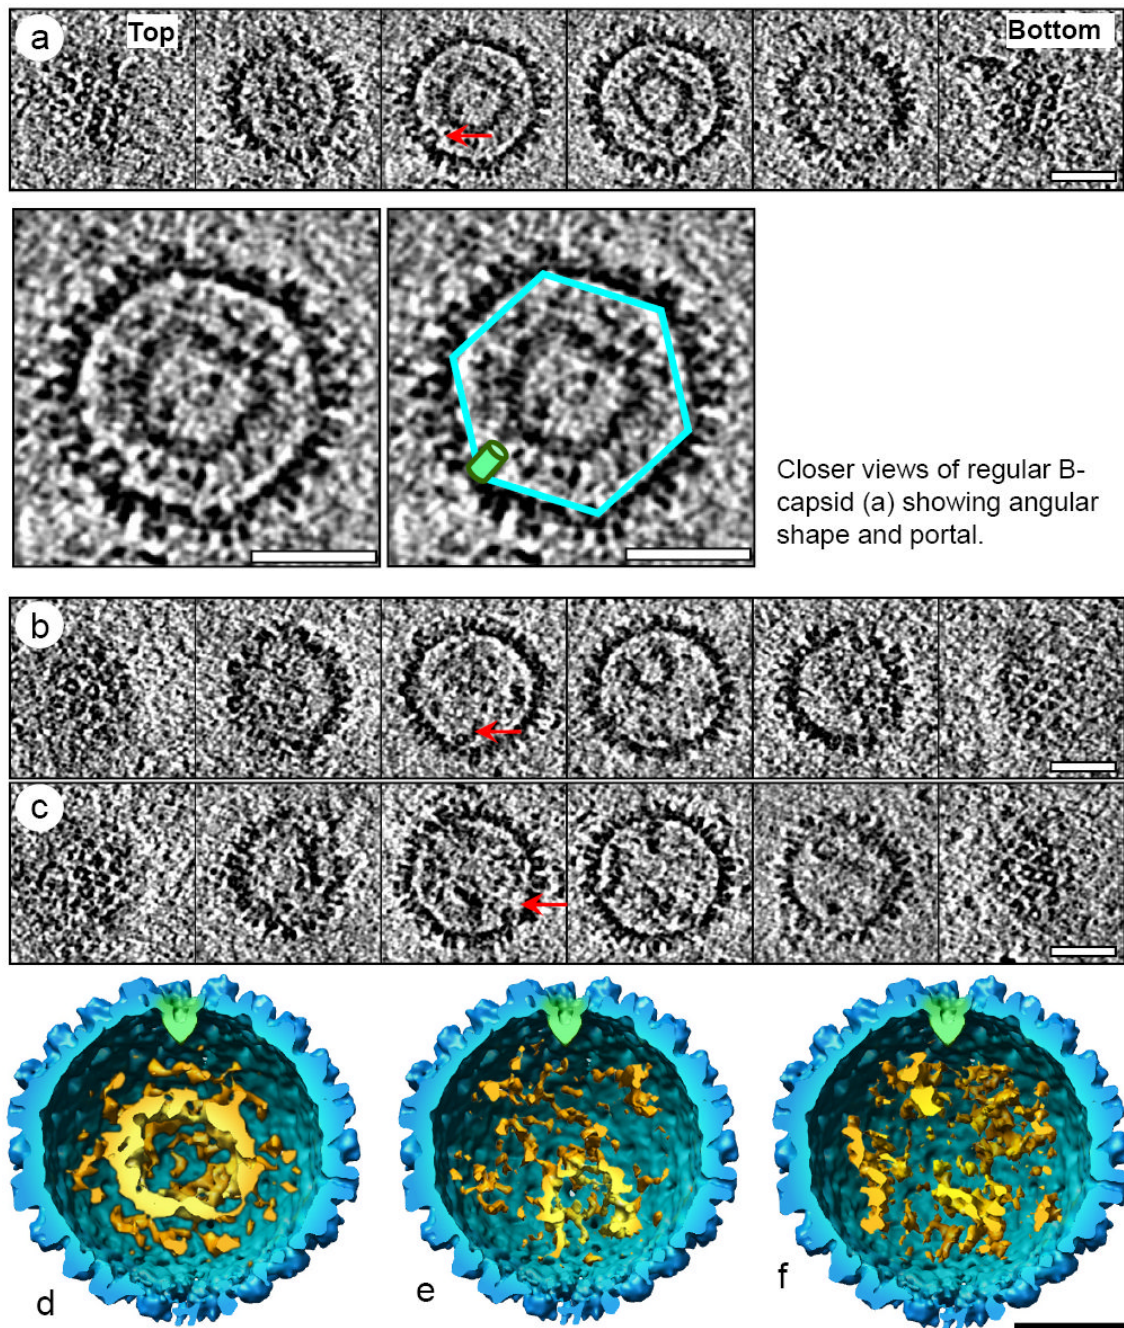 a
Top
Bottom
Closer views of regular B-
capsid (a) showing angular
shape and portal.
b
c
d
e
f